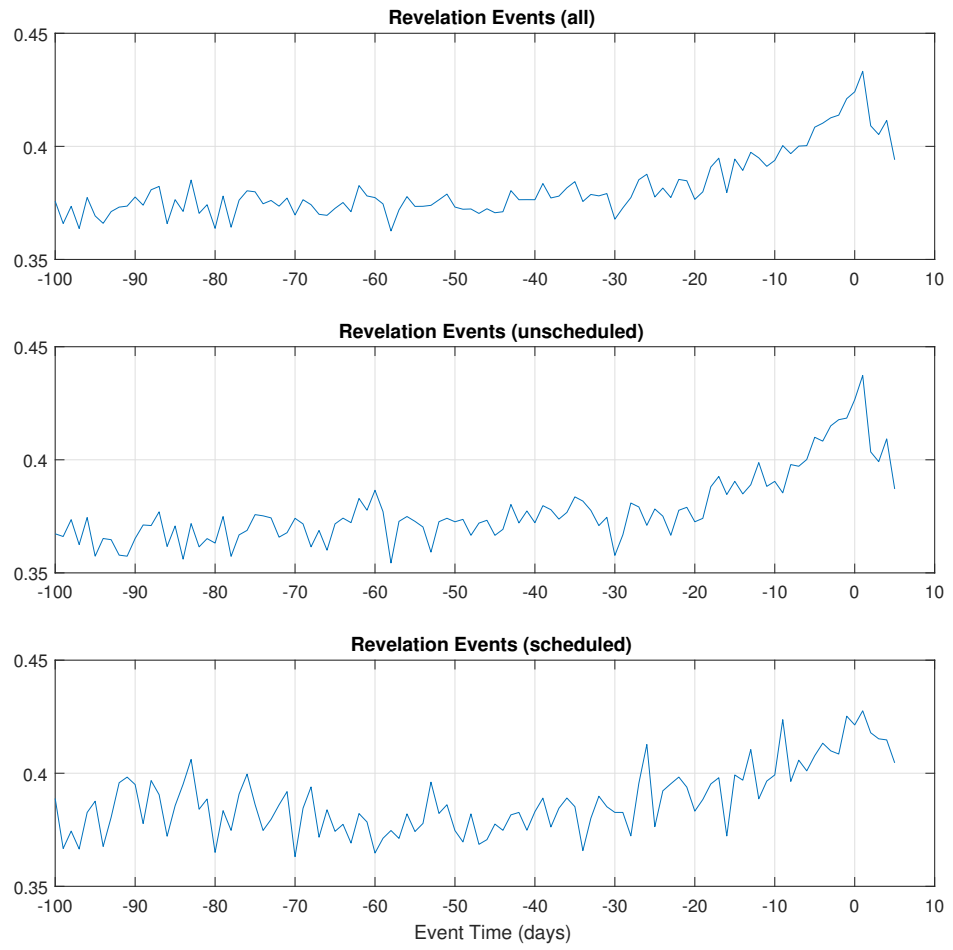 Revelation Events (all)
0.45
0.4
0.35
-100 -90 -80 -70 -60 -50 -40 -30 -20 -10 0 10
Revelation Events (unscheduled)
0.45
0.4
0.35
-100 -90 -80 -70 -60 -50 -40 -30 -20 -10 0 10
Revelation Events (scheduled)
0.45
0.4
0.35
-100 -90 -80 -70 -60 -50 -40 -30 -20 -10 0 10
Event Time (days)